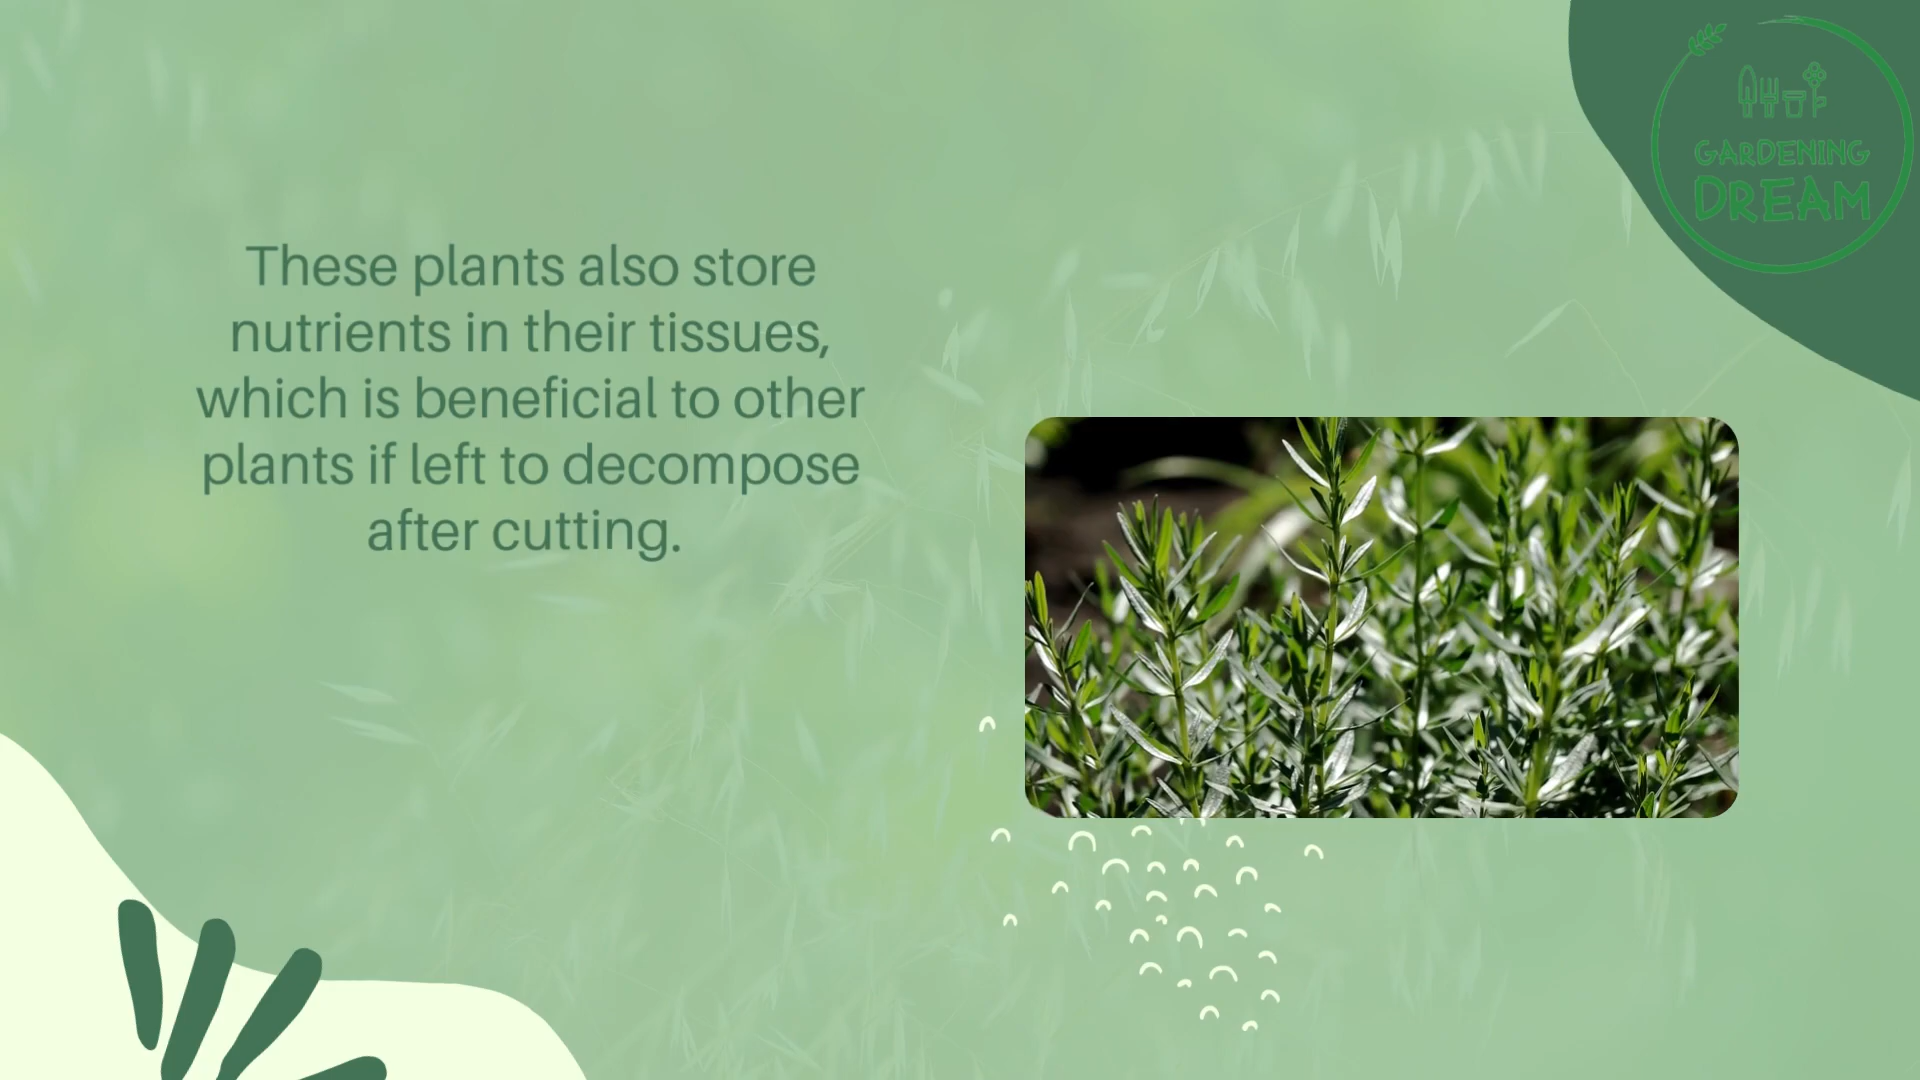 GARDENING
DREAM
These plants also store
nutrients in their tissues,
which is beneficial to other
plants if left to decompose
after cutting.